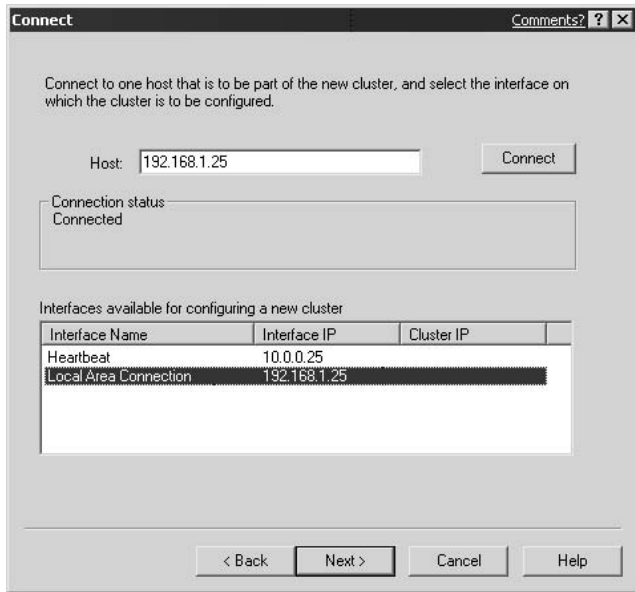 Connect Comments? ? X
Connect to one host that is to be part of the new cluster, and select the interface on
which the cluster is to be configured.
Host: 192.168.1.25 Connect
Connection status
Connected
Interfaces available for configuring a new cluster
Interface Name Interface IP Cluster IP
Heartbeat 10.0.0.25
Local Area Connection 192.168.1.25
< Back Next > Cancel Help